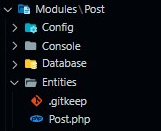 Modules\Post
Config
Console
Database
Entities
.gitkeep
Post.php